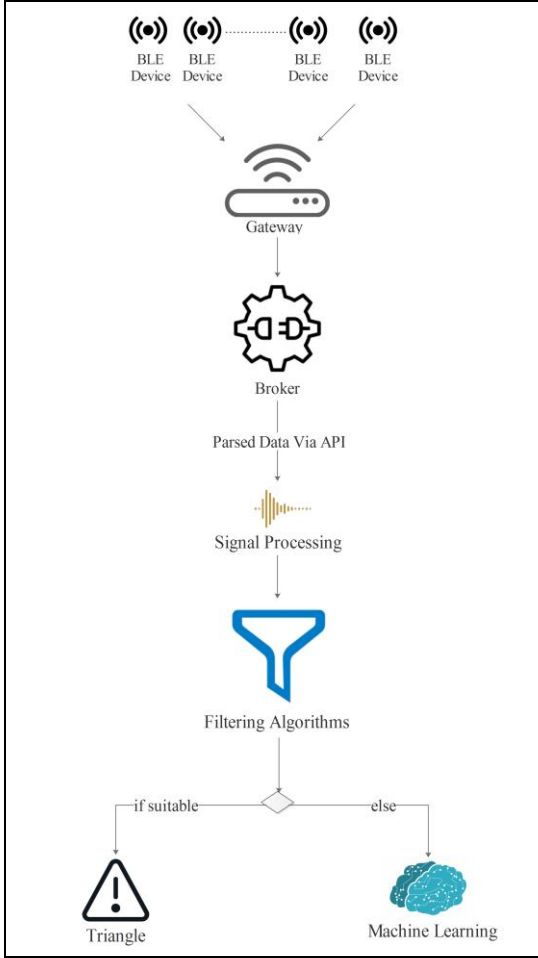 BLE Device
BLE Device
BLE Device
BLE Device
Gateway
Broker
Parsed Data Via API
Signal Processing
Filtering Algorithms
if suitable
else
Triangle
Machine Learning